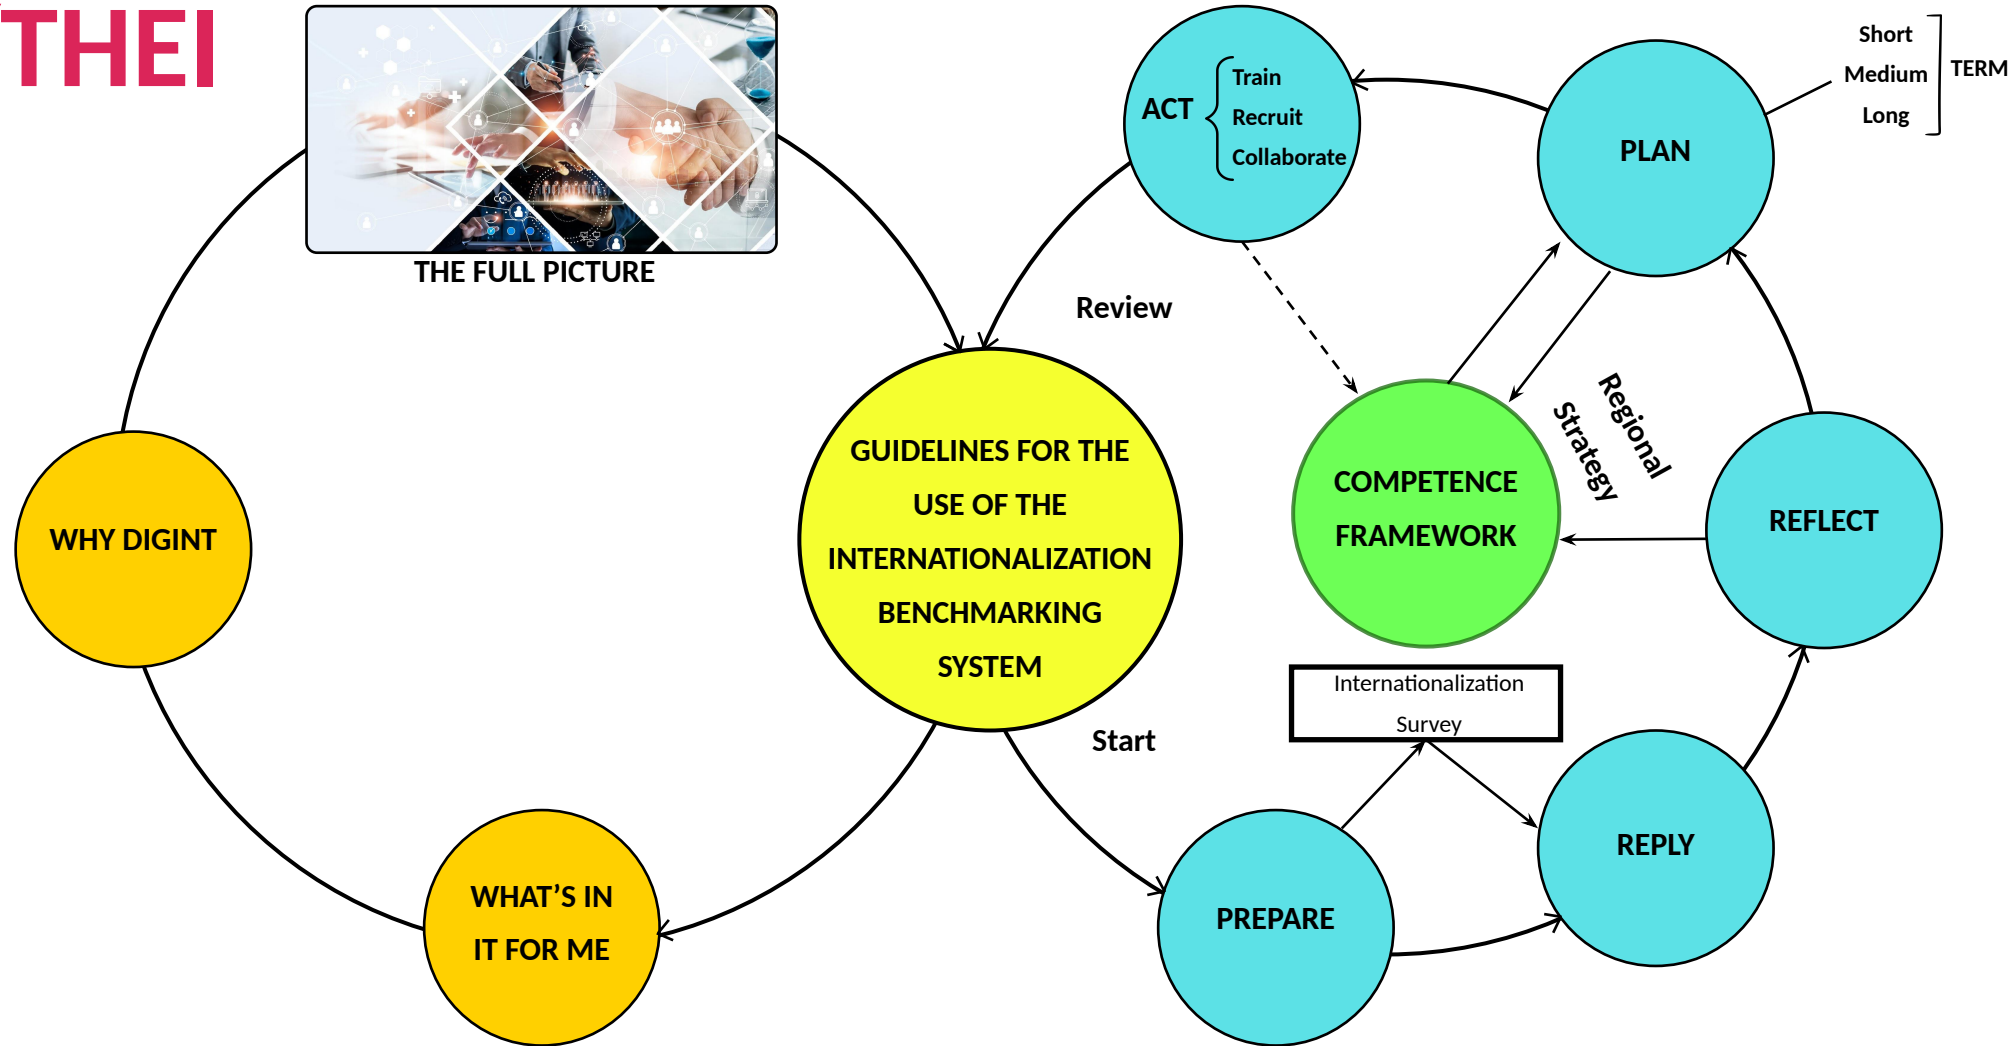 THEI
THE FULL PICTURE
WHY DIGINT
WHAT’S IN
IT FOR ME
GUIDELINES FOR THE
USE OF THE
INTERNATIONALIZATION
BENCHMARKING
SYSTEM
Review
Start
ACT
Train
Recruit
Collaborate
PLAN
Short
Medium
Long
TERM
COMPETENCE
FRAMEWORK
Regional
Strategy
REFLECT
Internationalization
Survey
PREPARE
REPLY